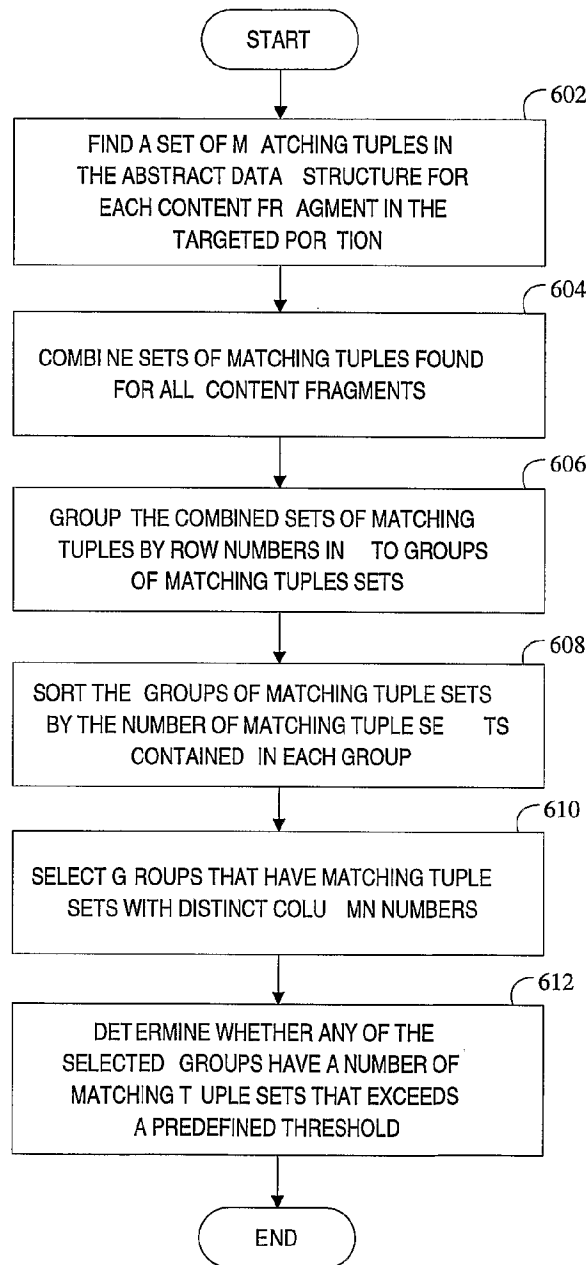 START
602
FIND A SET OF M ATCHING TUPLES IN
THE ABSTRACT DATA STRUCTURE FOR
EACH CONTENT FR AGMENT IN THE
TARGETED POR TION
604
COMBI NE SETS OF MATCHING TUPLES FOUND
FOR ALL CONTENT FRAGMENTS
606
GROUP THE COMBINED SETS OF MATCHING
TUPLES BY ROW NUMBERS IN TO GROUPS
OF MATCHING TUPLES SETS
608
SORT THE GROUPS OF MATCHING TUPLE SETS
BY THE NUMBER OF MATCHING TUPLE SE TS
CONTAINED IN EACH GROUP
610
SELECT G ROUPS THAT HAVE MATCHING TUPLE
SETS WITH DISTINCT COLU MN NUMBERS
612
DETERMINE WHETHER ANY OF THE
SELECTED GROUPS HAVE A NUMBER OF
MATCHING T UPLE SETS THAT EXCEEDS
A PREDEFINED THRESHOLD
END